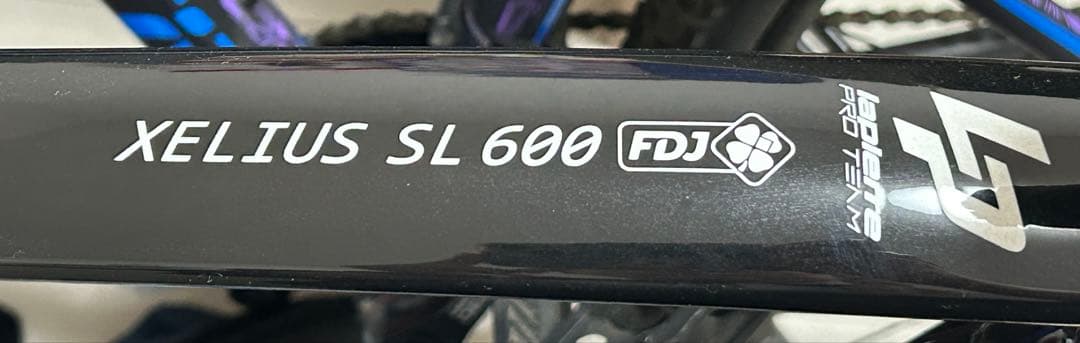 XELIUS SL 600 FDJ
lapierre
PRO TEAM
LP